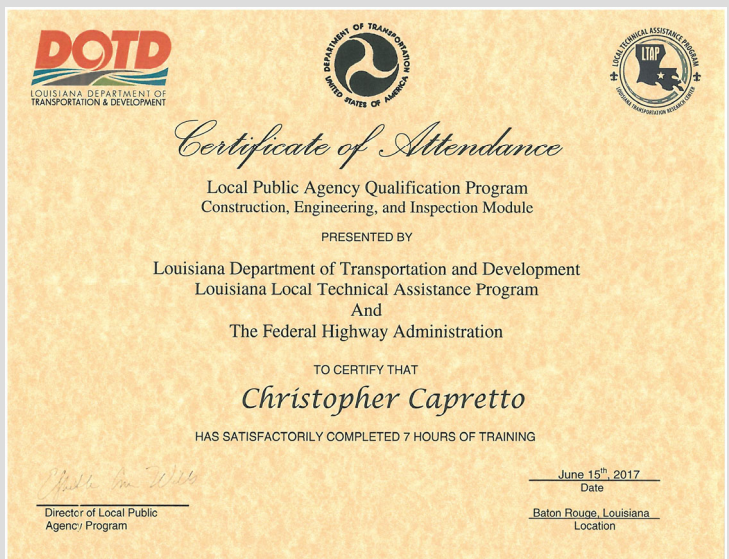 DOTD
LOUISIANA DEPARTMENT OF
TRANSPORTATION & DEVELOPMENT
DEPARTMENT OF TRANSPORTATION
UNITED STATES OF AMERICA
LOCAL TECHNICAL ASSISTANCE PROGRAM
LTAP
LOUISIANA TRANSPORTATION RESEARCH CENTER
Certificate of Attendance
Local Public Agency Qualification Program
Construction, Engineering, and Inspection Module
PRESENTED BY
Louisiana Department of Transportation and Development
Louisiana Local Technical Assistance Program
And
The Federal Highway Administration
TO CERTIFY THAT
Christopher Capretto
HAS SATISFACTORILY COMPLETED 7 HOURS OF TRAINING
June 15th, 2017
Date
Director of Local Public
Agency Program
Baton Rouge, Louisiana
Location